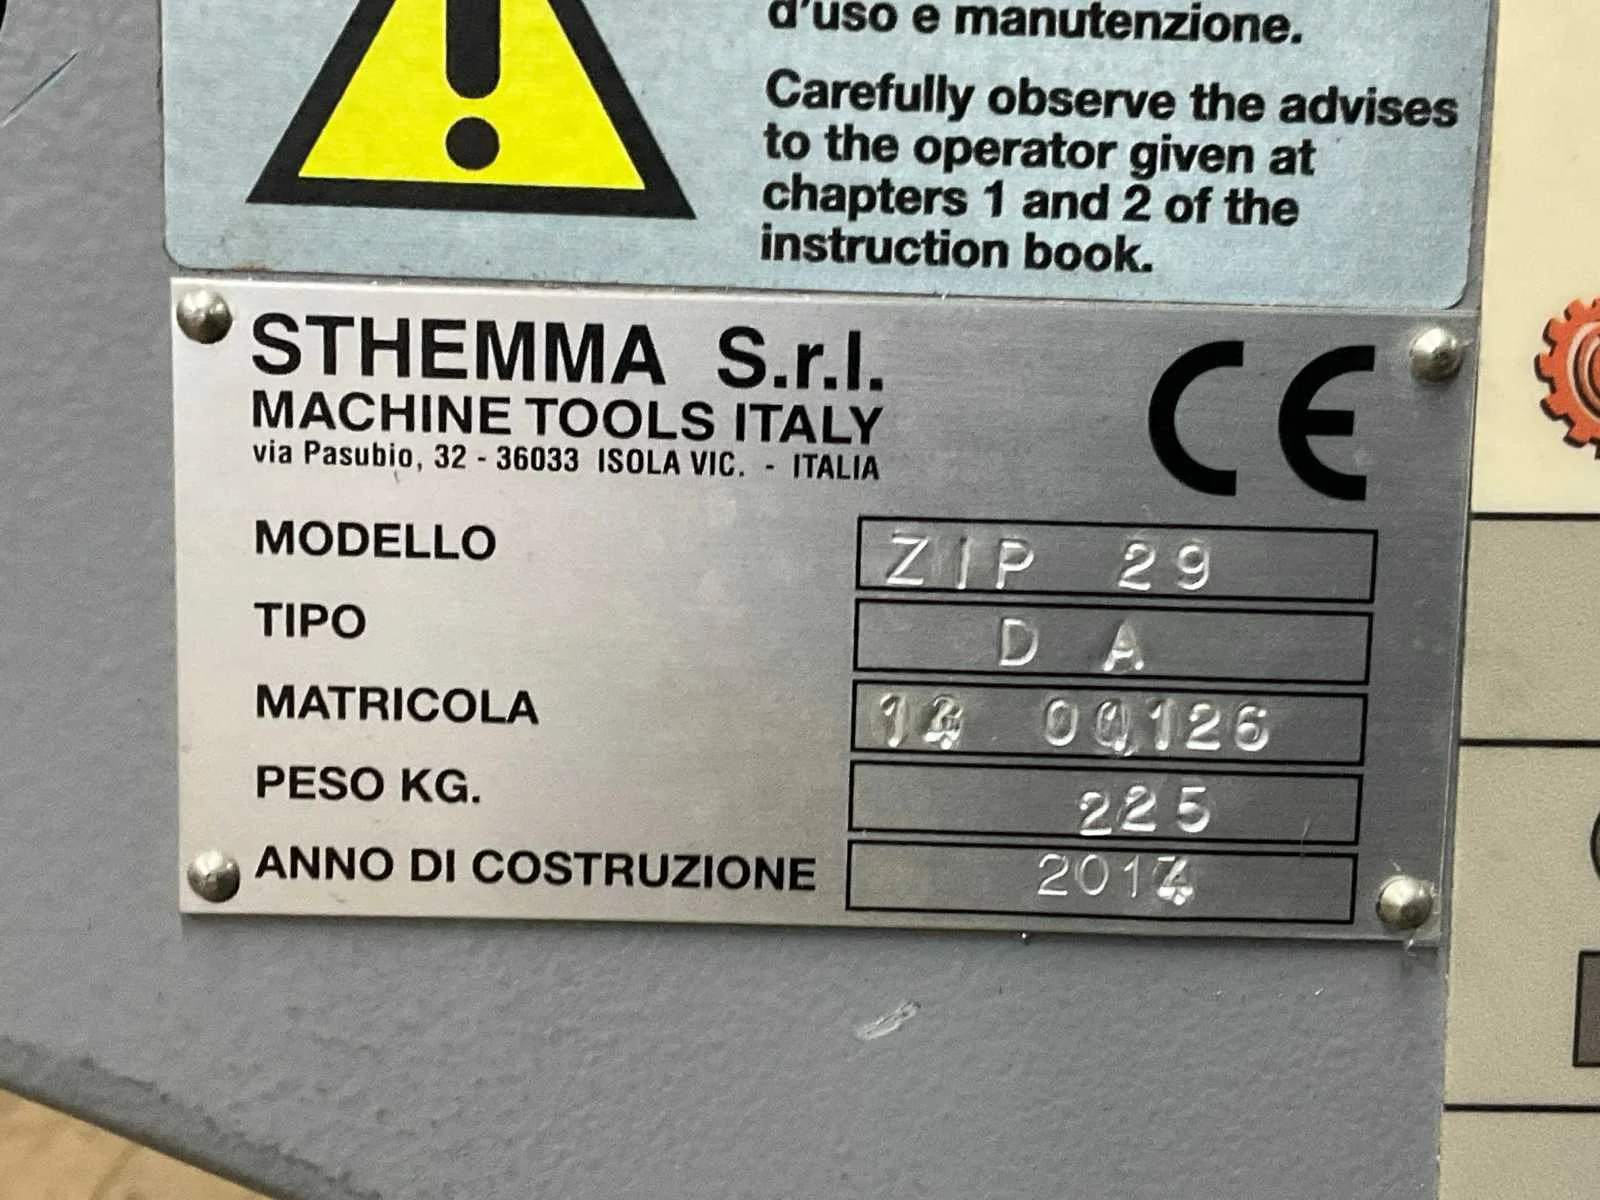 d'uso e manutenzione.
Carefully observe the advises
to the operator given at
chapters 1 and 2 of the
instruction book.
STHEMMA S.r.l.
MACHINE TOOLS ITALY
via Pasubio, 32 - 36033 ISOLA VIC. - ITALIA
CE
MODELLO ZIP 29
TIPO D A
MATRICOLA
PESO KG. 225
ANNO DI COSTRUZIONE 2014